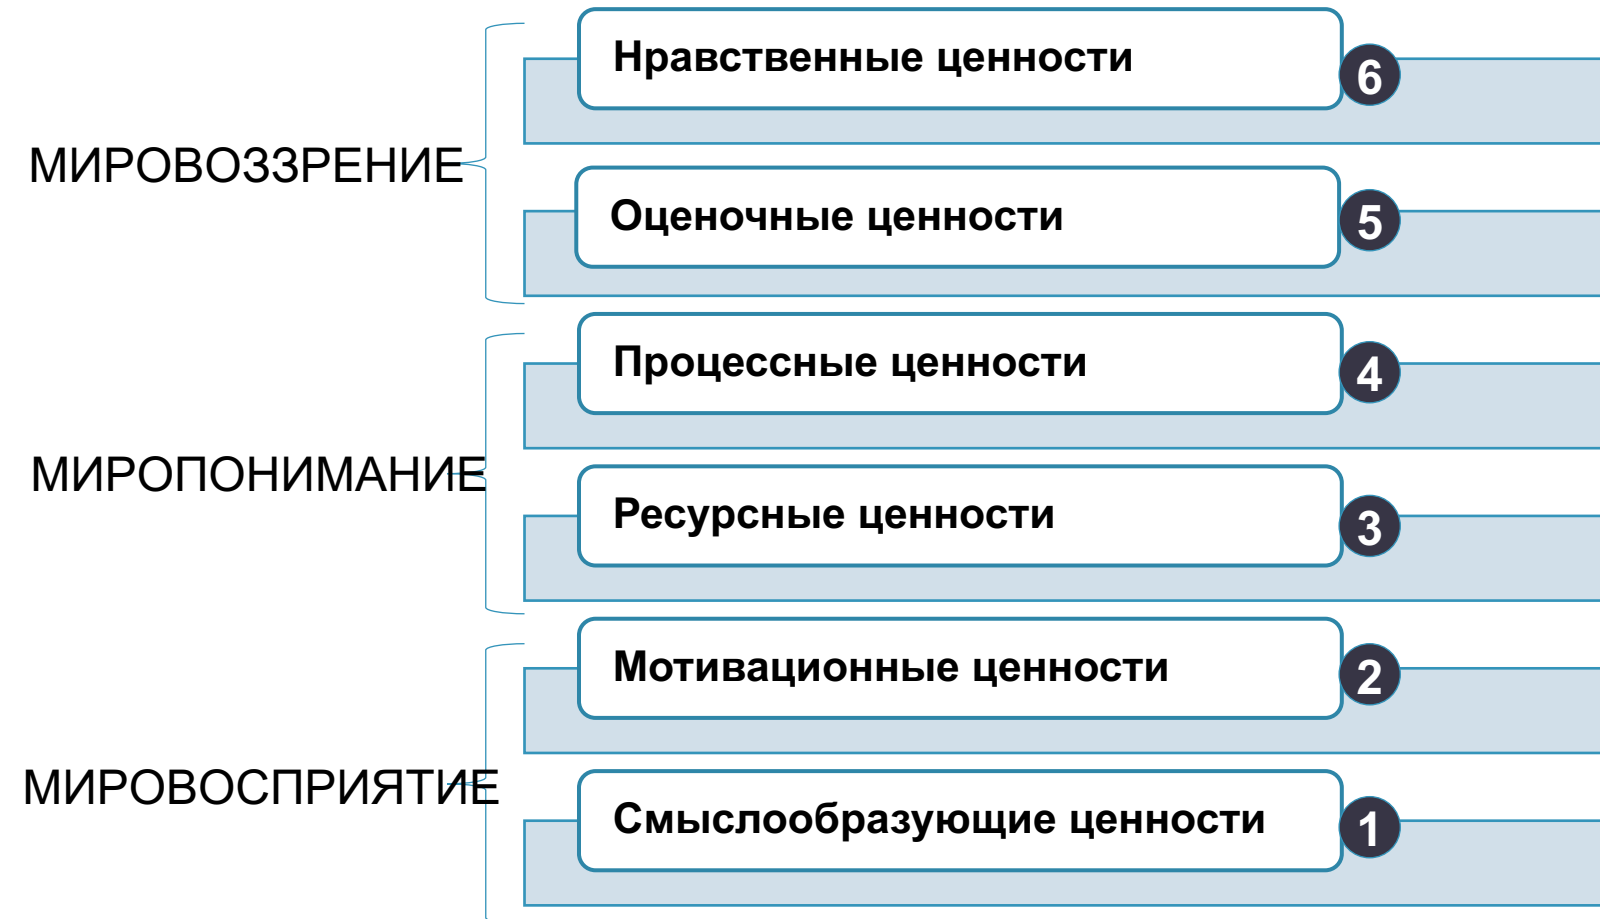 Нравственные ценности
6
МИРОВОЗЗРЕНИЕ
Оценочные ценности
5
Процессные ценности
4
МИРОПОНИМАНИЕ
Ресурсные ценности
3
Мотивационные ценности
2
МИРОВОСПРИЯТИЕ
Смыслообразующие ценности
1